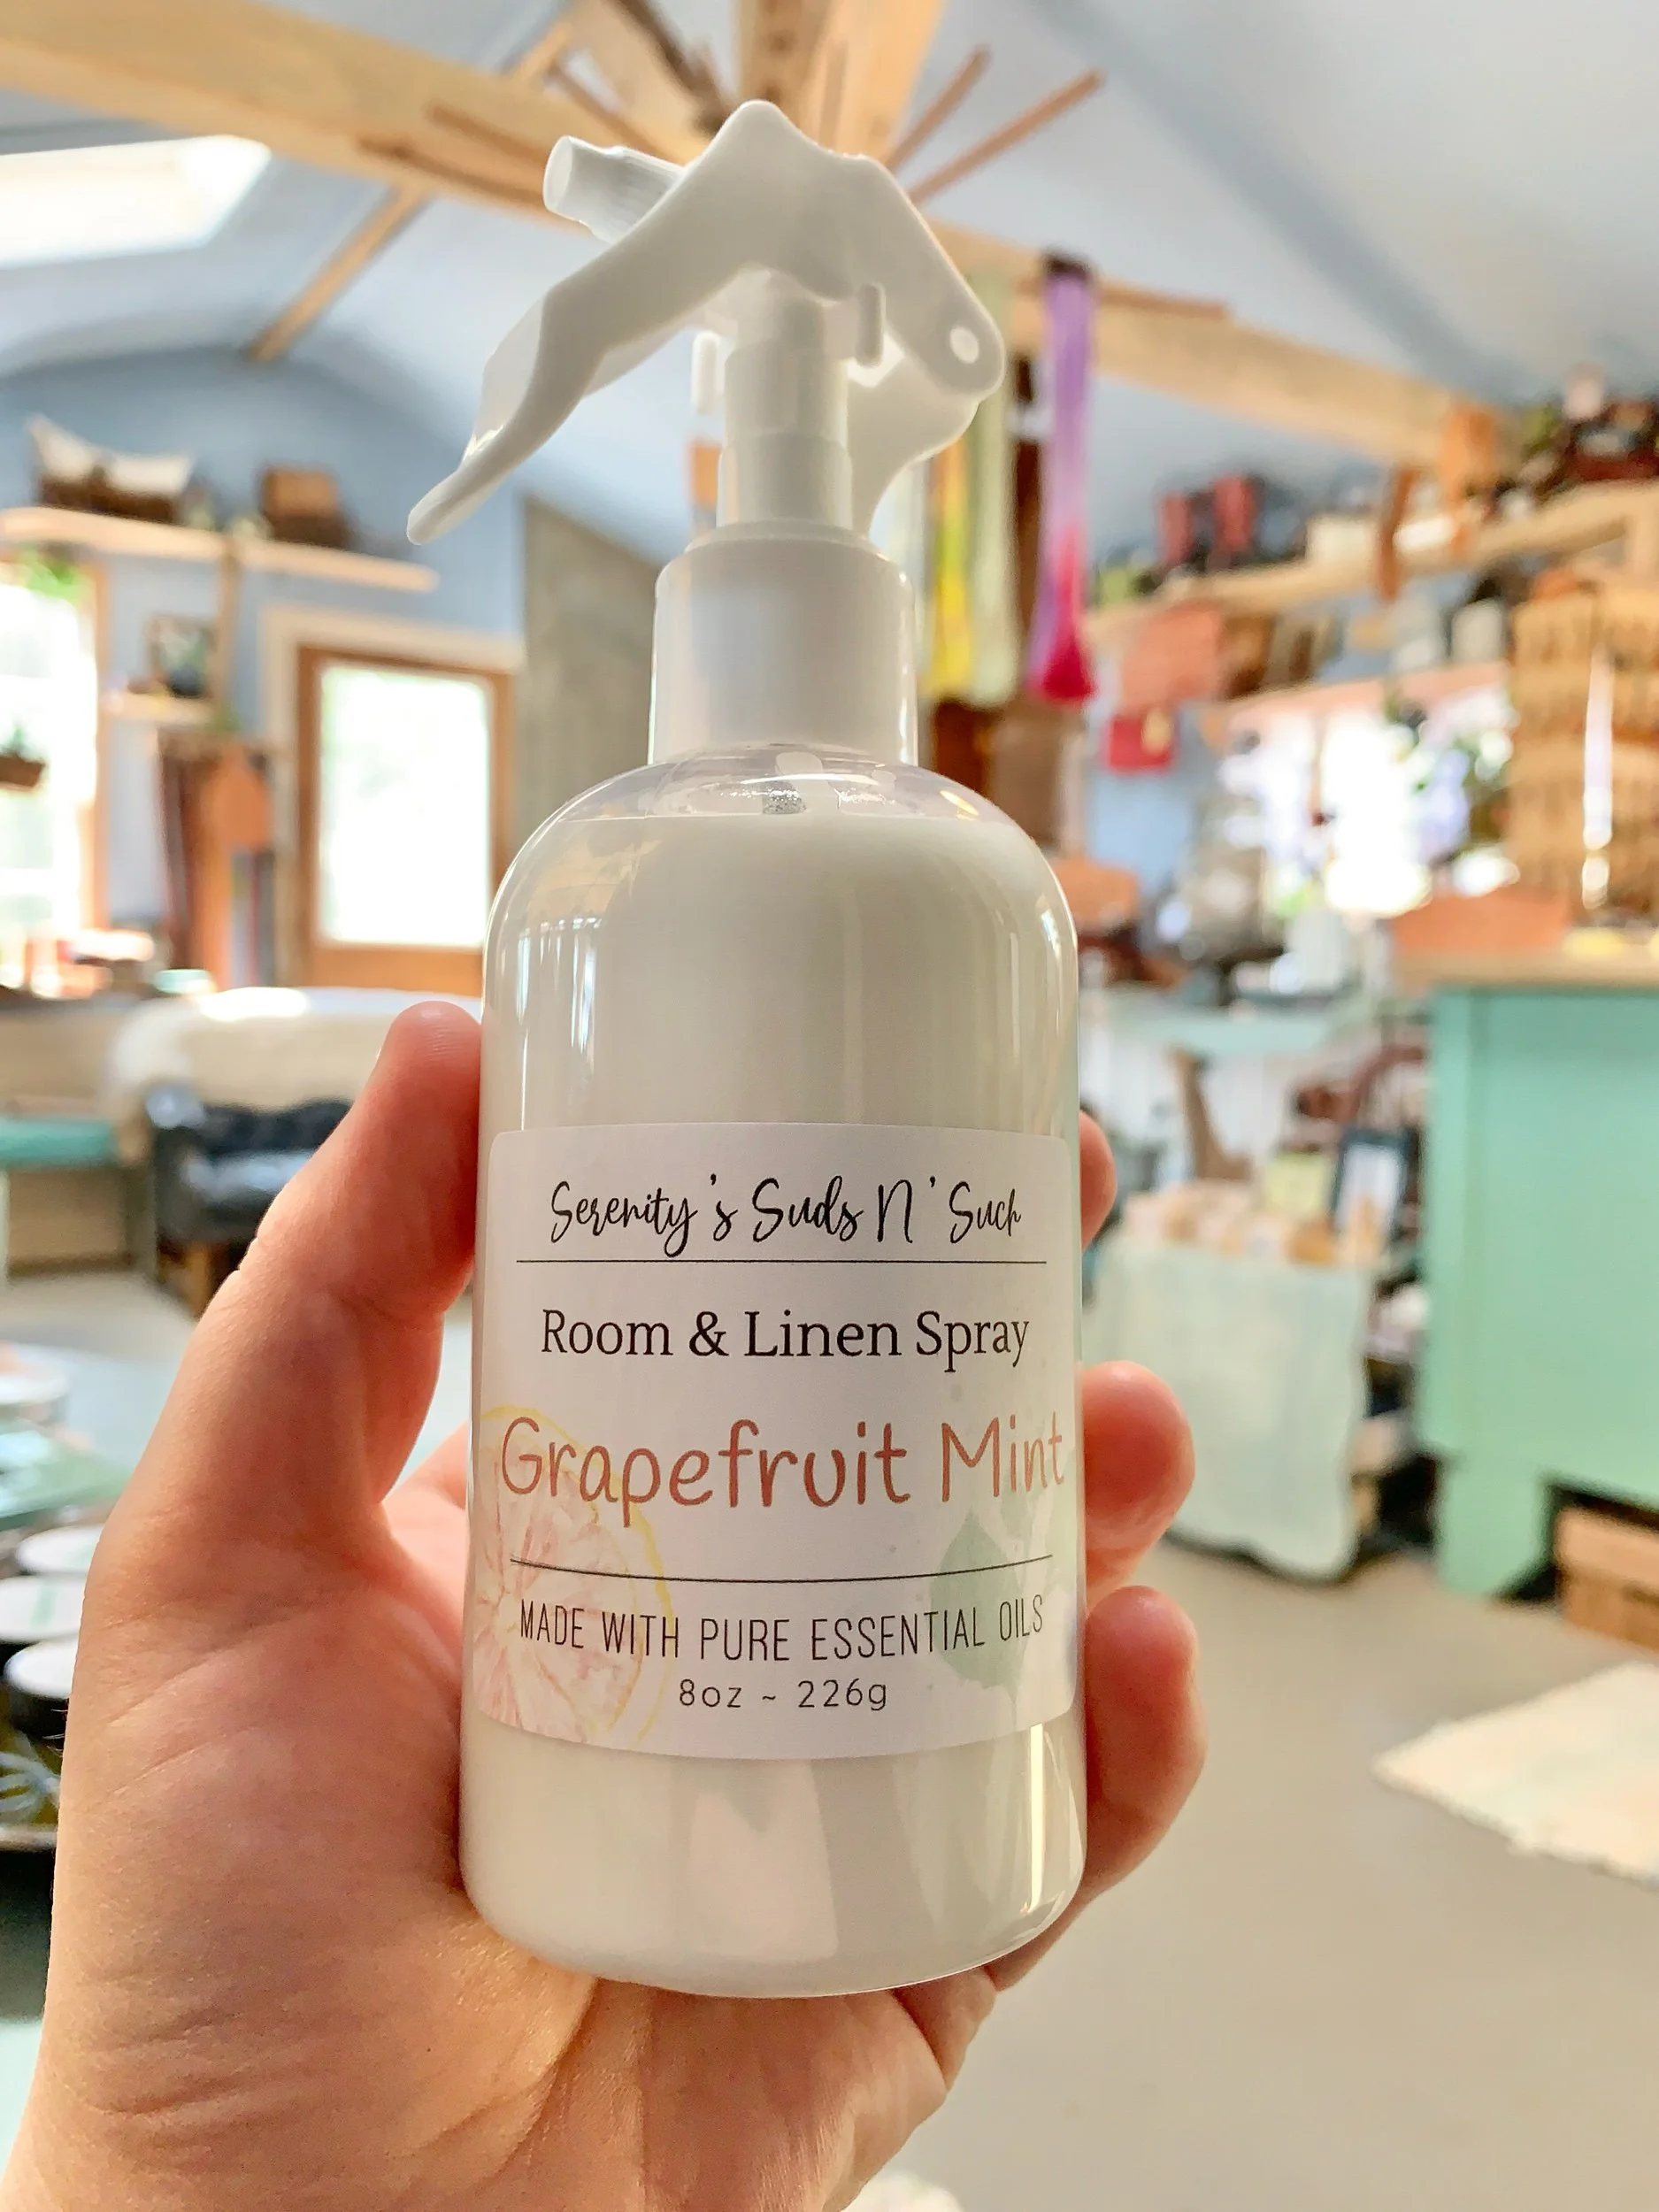 Serenity's Suds N' Such
Room & Linen Spray
Grapefruit Mint
MADE WITH PURE ESSENTIAL OILS
8oz ~ 226g